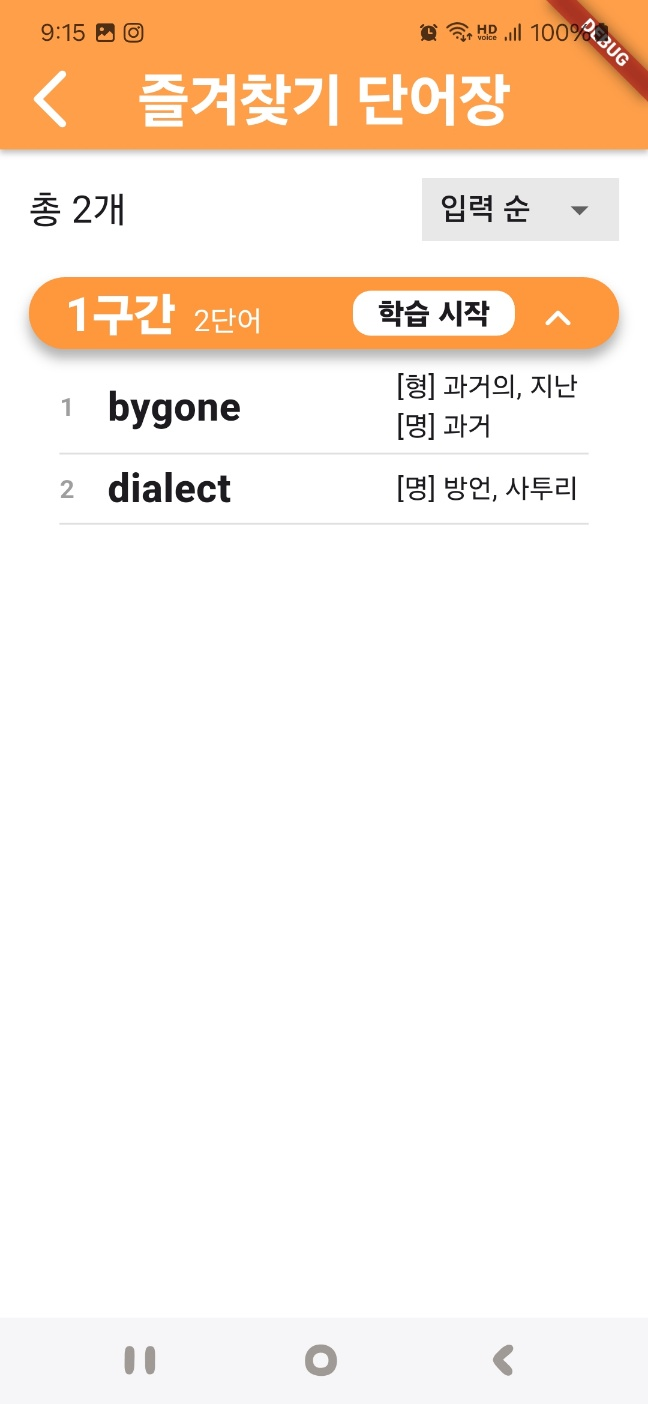 9:15 HD voice 100%
DEBUG
즐겨찾기 단어장
총 2개 입력 순
1구간 2단어 학습 시작
1 bygone [형] 과거의, 지난
[명] 과거
2 dialect [명] 방언, 사투리